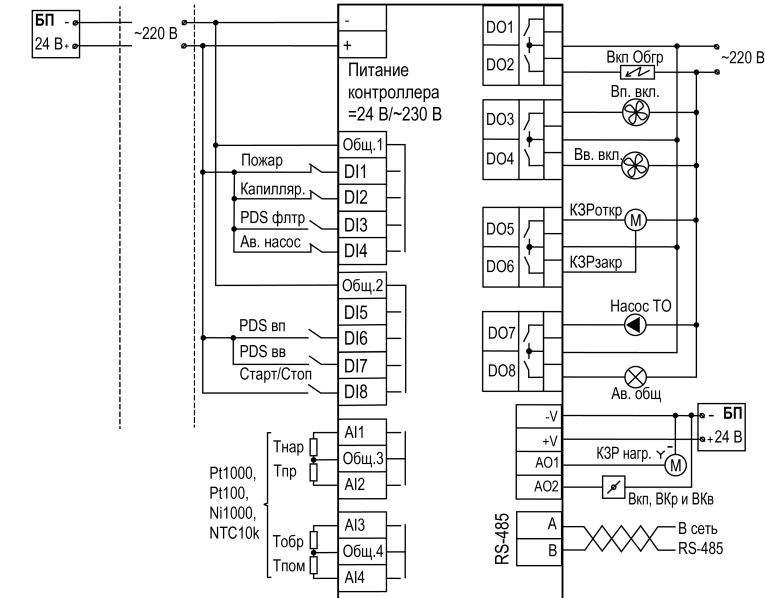 БП
-
24 В+
~220 В
-
+
Питание
контроллера
=24 В/~230 В
Общ.1
Пожар
DI1
Капилляр.
DI2
PDS флтр
DI3
Ав. насос
DI4
Общ.2
DI5
PDS вп
DI6
PDS вв
DI7
Старт/Стоп
DI8
AI1
Tнар
Общ.3
Tпр
AI2
Pt1000,
Pt100,
Ni1000,
NTC10k
AI3
Tобр
Общ.4
Tпом
AI4
DO1
DO2
Вкп Обгр
~220 В
Вп. вкл.
DO3
DO4
Вв. вкл.
КЗРоткр
M
DO5
DO6
КЗРзакр
Насос ТО
DO7
DO8
Ав. общ
-V
- БП
+V
+24 В
КЗР нагр.
-
AO1
M
AO2
Вкп, ВКр и ВКв
RS-485
A
B
В сеть
RS-485